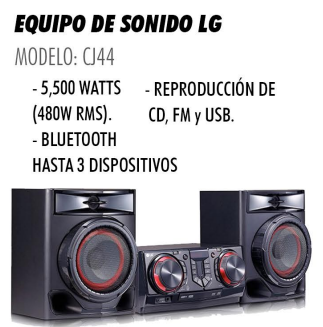 EQUIPO DE SONIDO LG
MODELO: CJ44
- 5,500 WATTS
(480W RMS).
- BLUETOOTH
HASTA 3 DISPOSITIVOS
- REPRODUCCIÓN DE
CD, FM y USB.